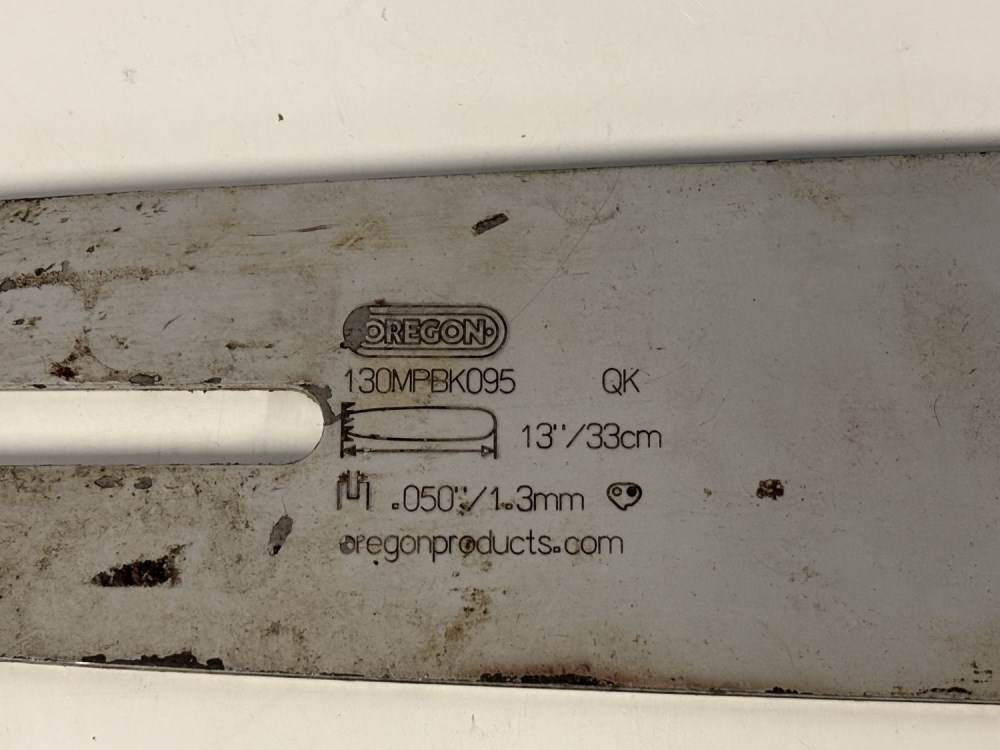 OREGON
130MPBK095 QK
13"/33cm
.050"/1.3mm
oregonproducts.com